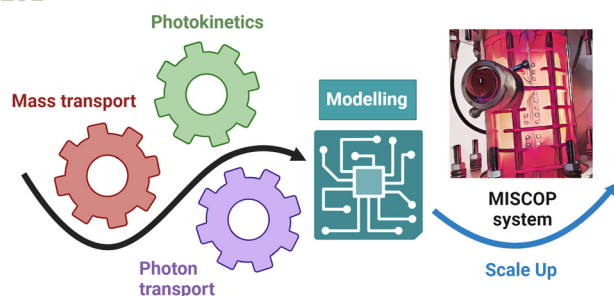 Photokinetics
Mass transport
Modelling
Photon
transport
MISCOP
system
Scale Up